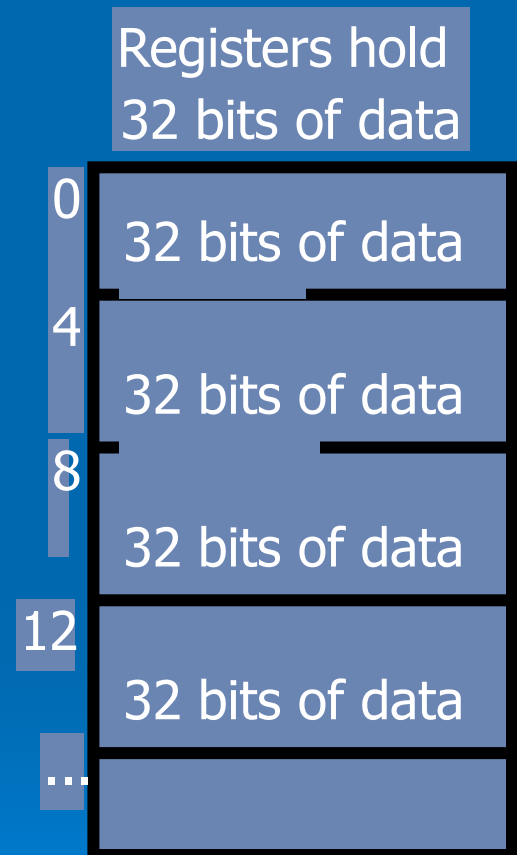 Registers hold
32 bits of data
0
32 bits of data
4
32 bits of data
8
32 bits of data
12
32 bits of data
...